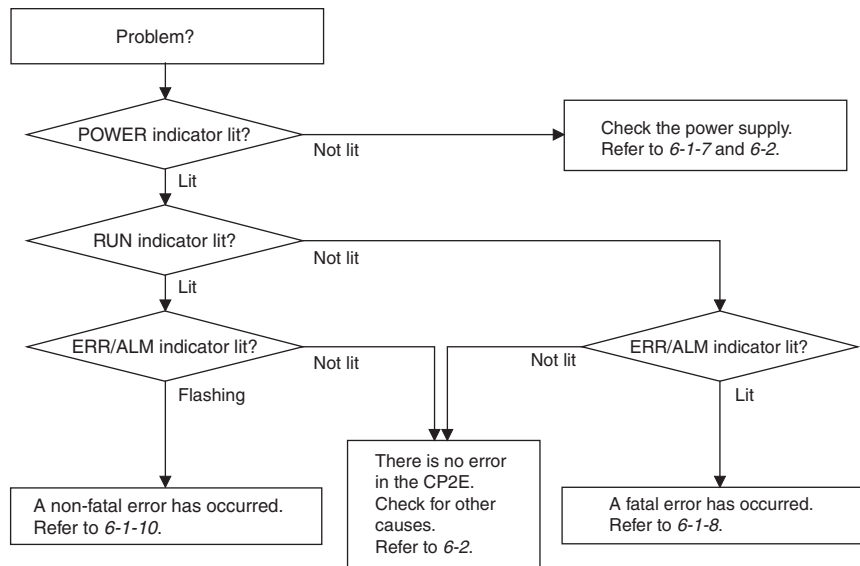 Problem?
POWER indicator lit?
Not lit
Check the power supply.
Refer to 6-1-7 and 6-2.
Lit
RUN indicator lit?
Not lit
Lit
ERR/ALM indicator lit?
Not lit
Not lit
ERR/ALM indicator lit?
Flashing
Lit
A non-fatal error has occurred.
Refer to 6-1-10.
There is no error
in the CP2E.
Check for other
causes.
Refer to 6-2.
A fatal error has occurred.
Refer to 6-1-8.